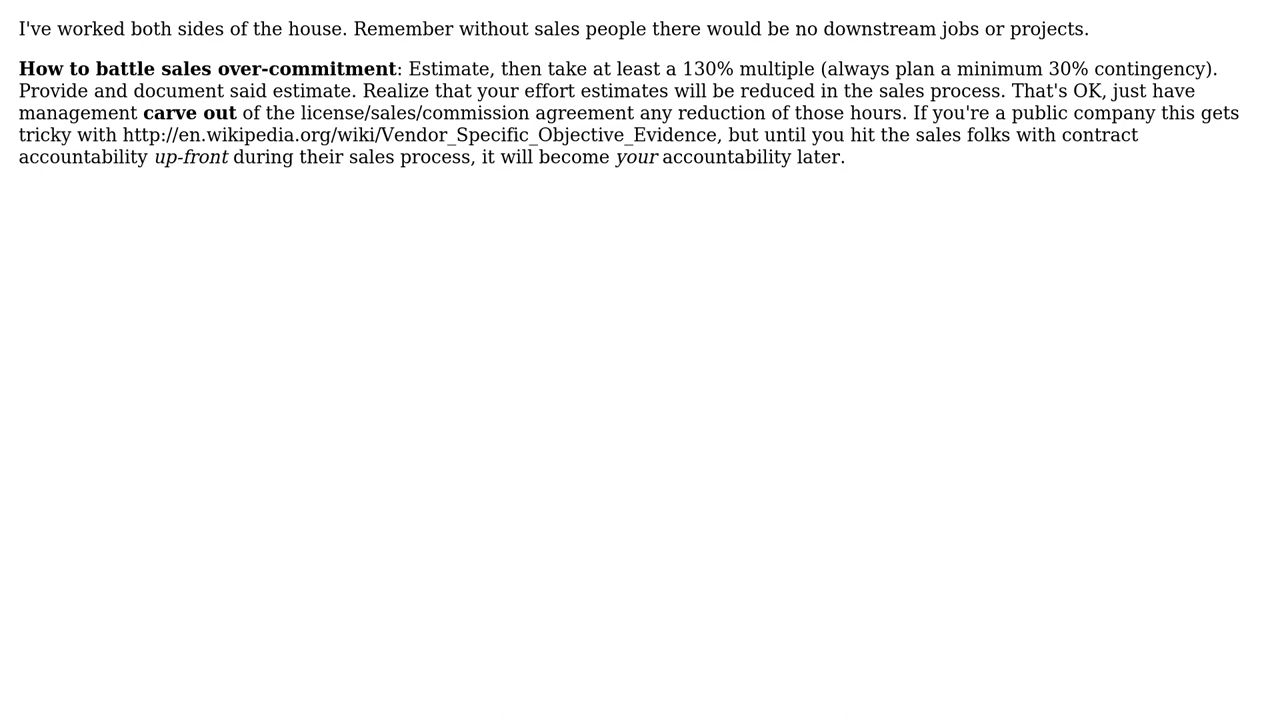 I've worked both sides of the house. Remember without sales people there would be no downstream jobs or projects.
How to battle sales over-commitment: Estimate, then take at least a 130% multiple (always plan a minimum 30% contingency).
Provide and document said estimate. Realize that your effort estimates will be reduced in the sales process. That's OK, just have
management carve out of the license/sales/commission agreement any reduction of those hours. If you're a public company this gets
tricky with http://en.wikipedia.org/wiki/Vendor_Specific_Objective_Evidence, but until you hit the sales folks with contract
accountability up-front during their sales process, it will become your accountability later.